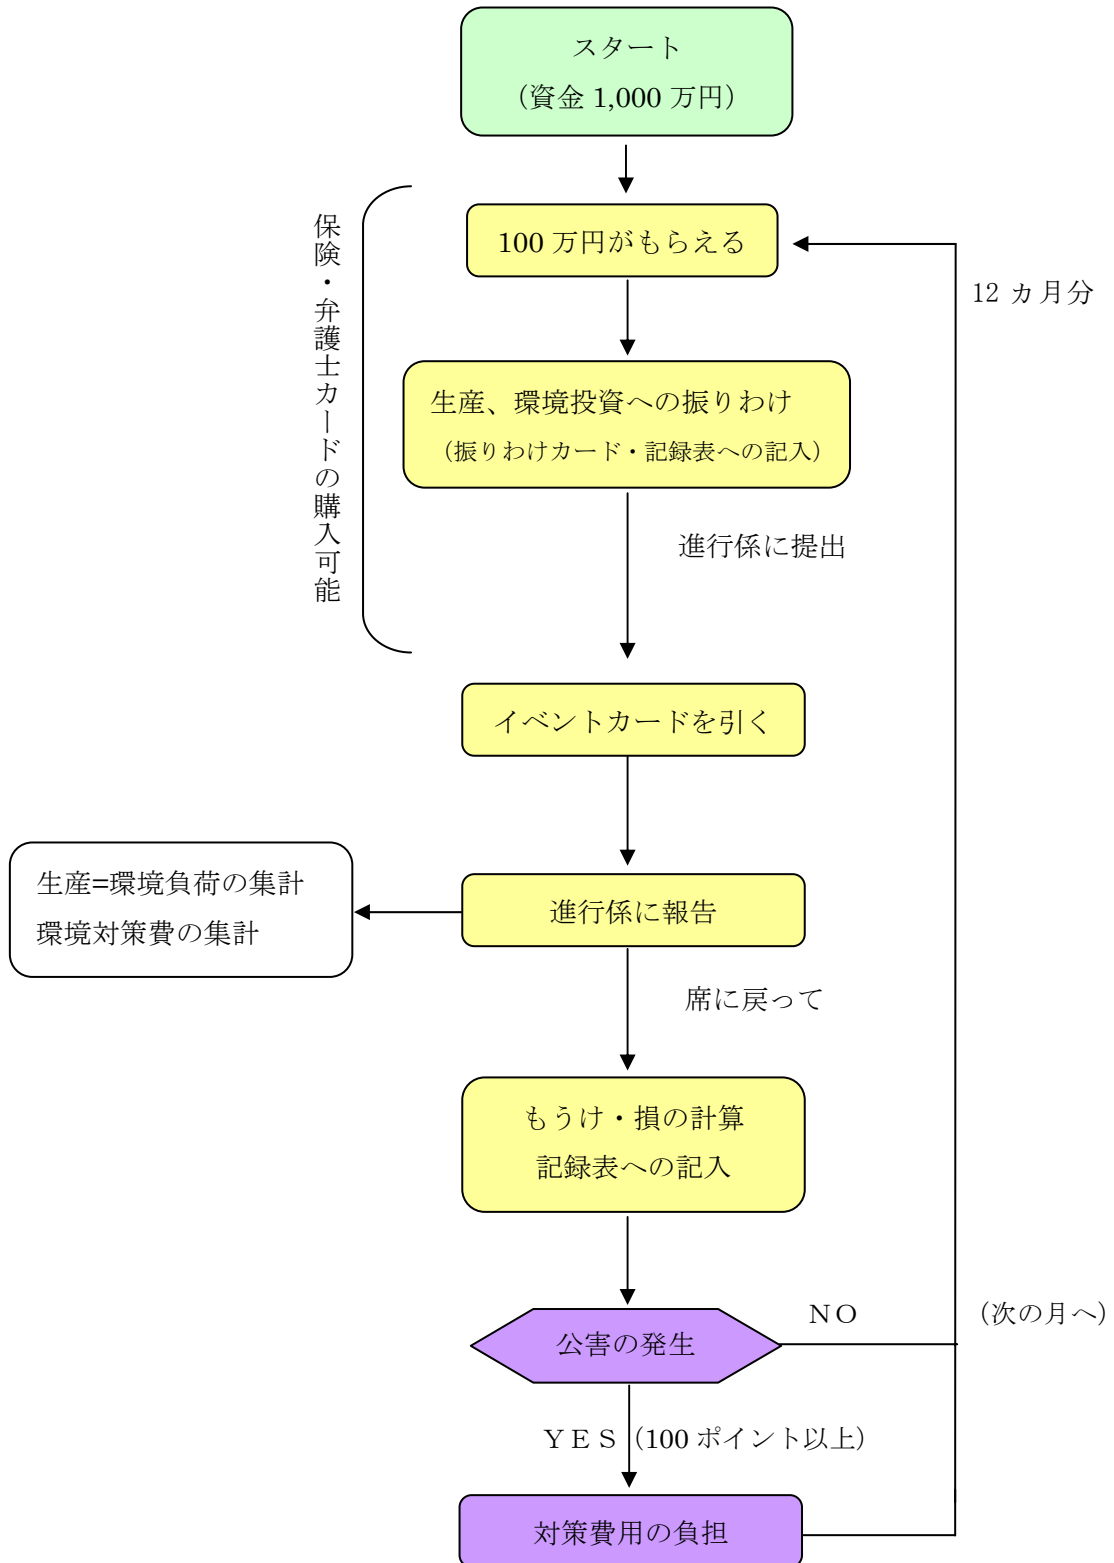 スタート
（資金 1,000 万円）
保険・弁護士カードの購入可能
100 万円がもらえる
12 ヵ月分
生産、環境投資への振りわけ
（振りわけカード・記録表への記入）
進行係に提出
イベントカードを引く
生産=環境負荷の集計
環境対策費の集計
進行係に報告
席に戻って
もうけ・損の計算
記録表への記入
公害の発生
ＮＯ
（次の月へ）
ＹＥＳ（100 ポイント以上）
対策費用の負担